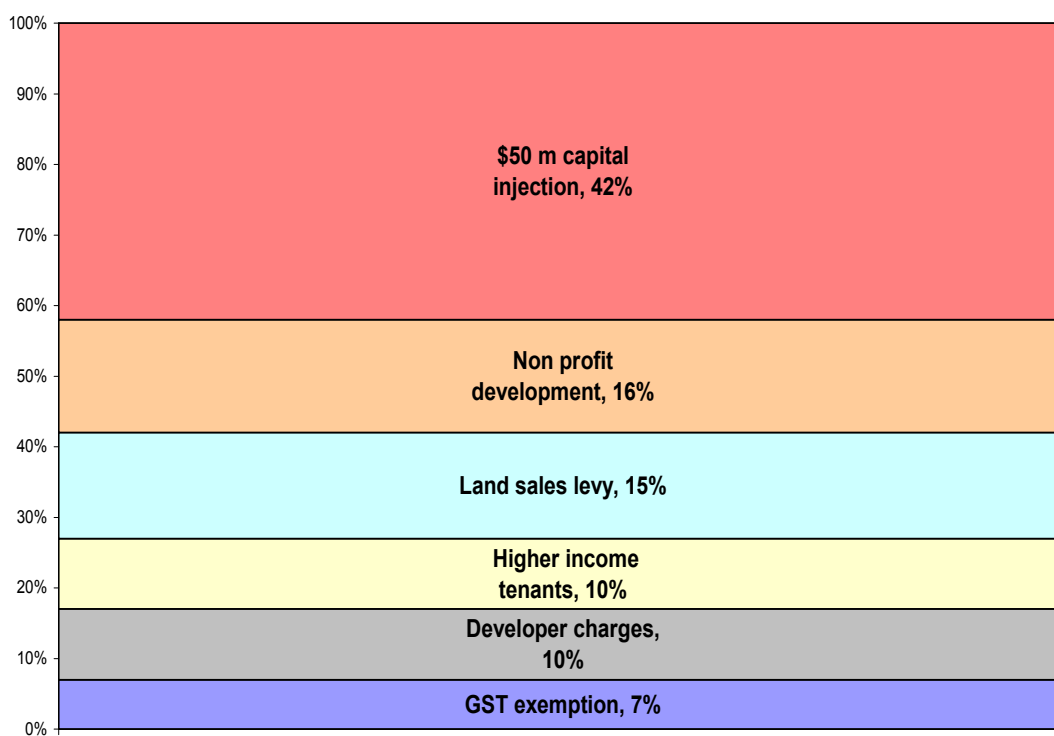 100%
90%
$50 m capital
injection, 42%
80%
70%
60%
Non profit
development, 16%
50%
40%
Land sales levy, 15%
30%
Higher income
tenants, 10%
20%
Developer charges,
10%
10%
GST exemption, 7%
0%